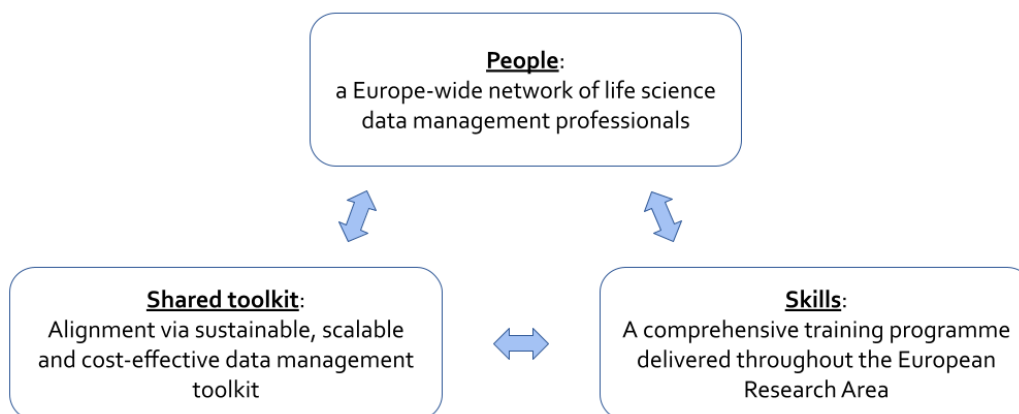 People:
a Europe-wide network of life science
data management professionals
Shared toolkit:
Alignment via sustainable, scalable
and cost-effective data management
toolkit
Skills:
A comprehensive training programme
delivered throughout the European
Research Area